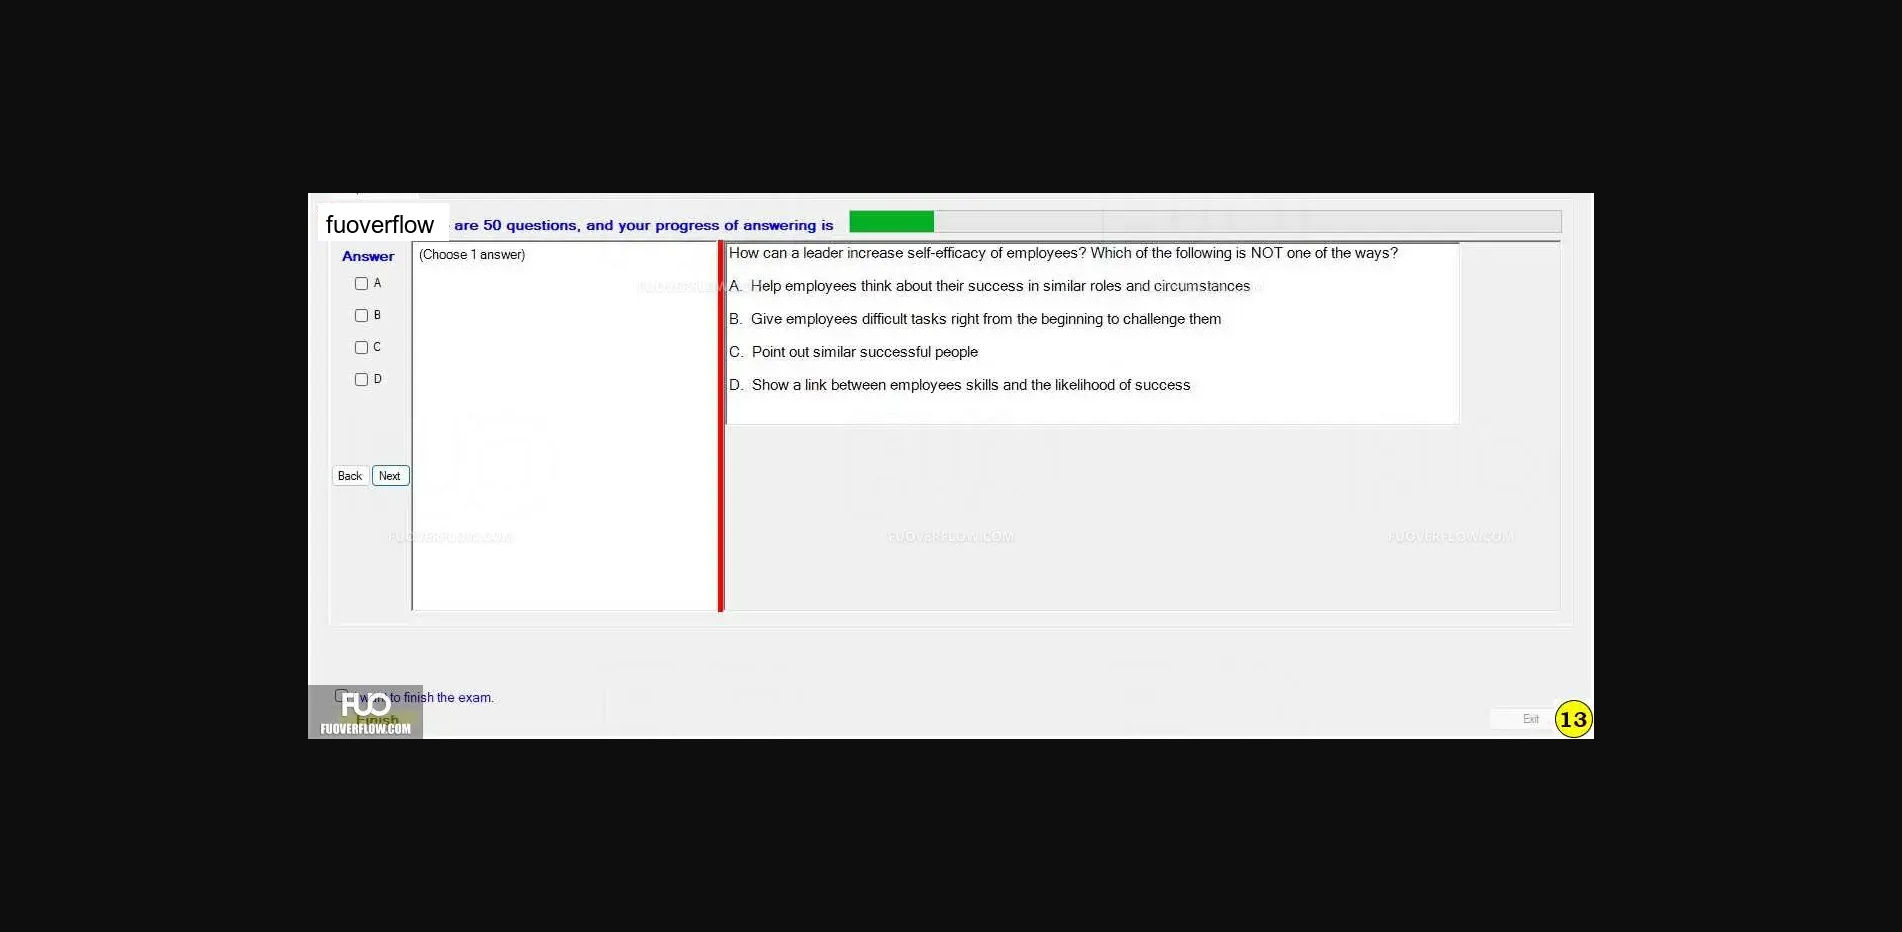 fuoverflow are 50 questions, and your progress of answering is
Answer
(Choose 1 answer)
A
B
C
D
Back Next
How can a leader increase self-efficacy of employees? Which of the following is NOT one of the ways?
A. Help employees think about their success in similar roles and circumstances
B. Give employees difficult tasks right from the beginning to challenge them
C. Point out similar successful people
D. Show a link between employees skills and the likelihood of success
FUOVERFLOW.COM
FUOVERFLOW.COM
FUOVERFLOW.COM
I want to finish the exam.
Finish
FUO
FUOVERFLOW.COM
Exit
13